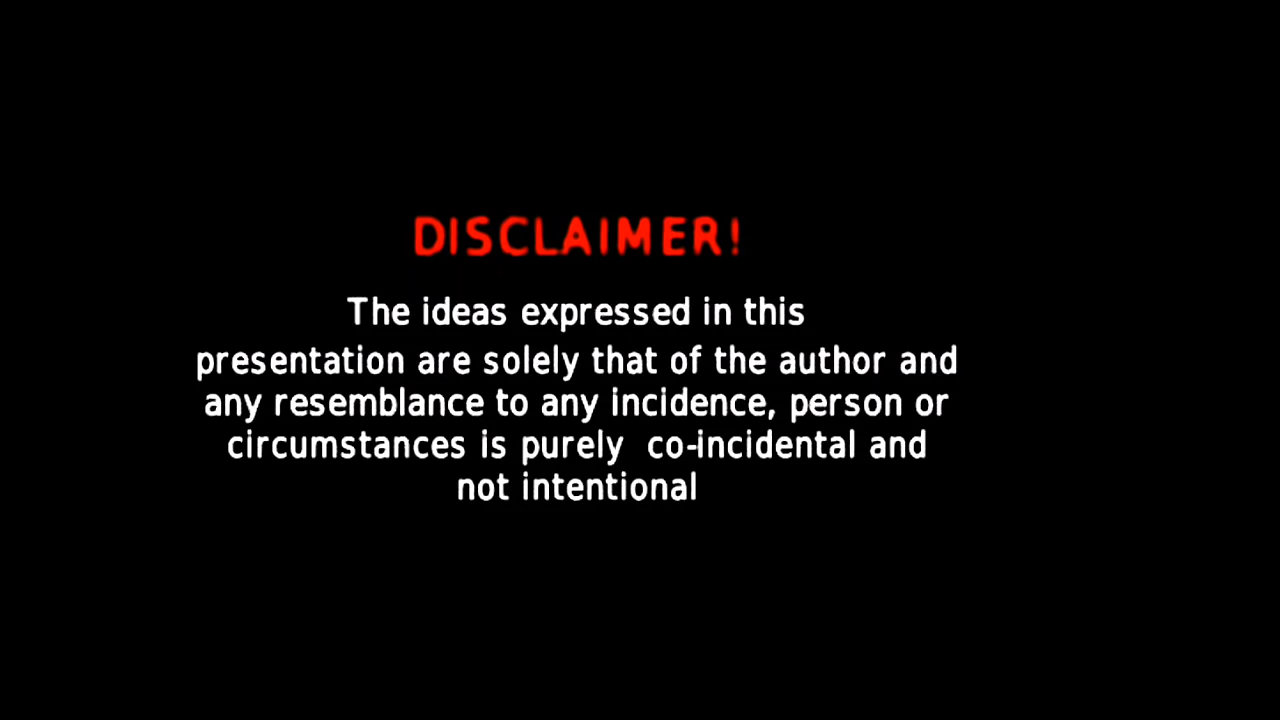 DISCLAIMER!
The ideas expressed in this
presentation are solely that of the author and
any resemblance to any incidence, person or
circumstances is purely  co-incidental and
not intentional